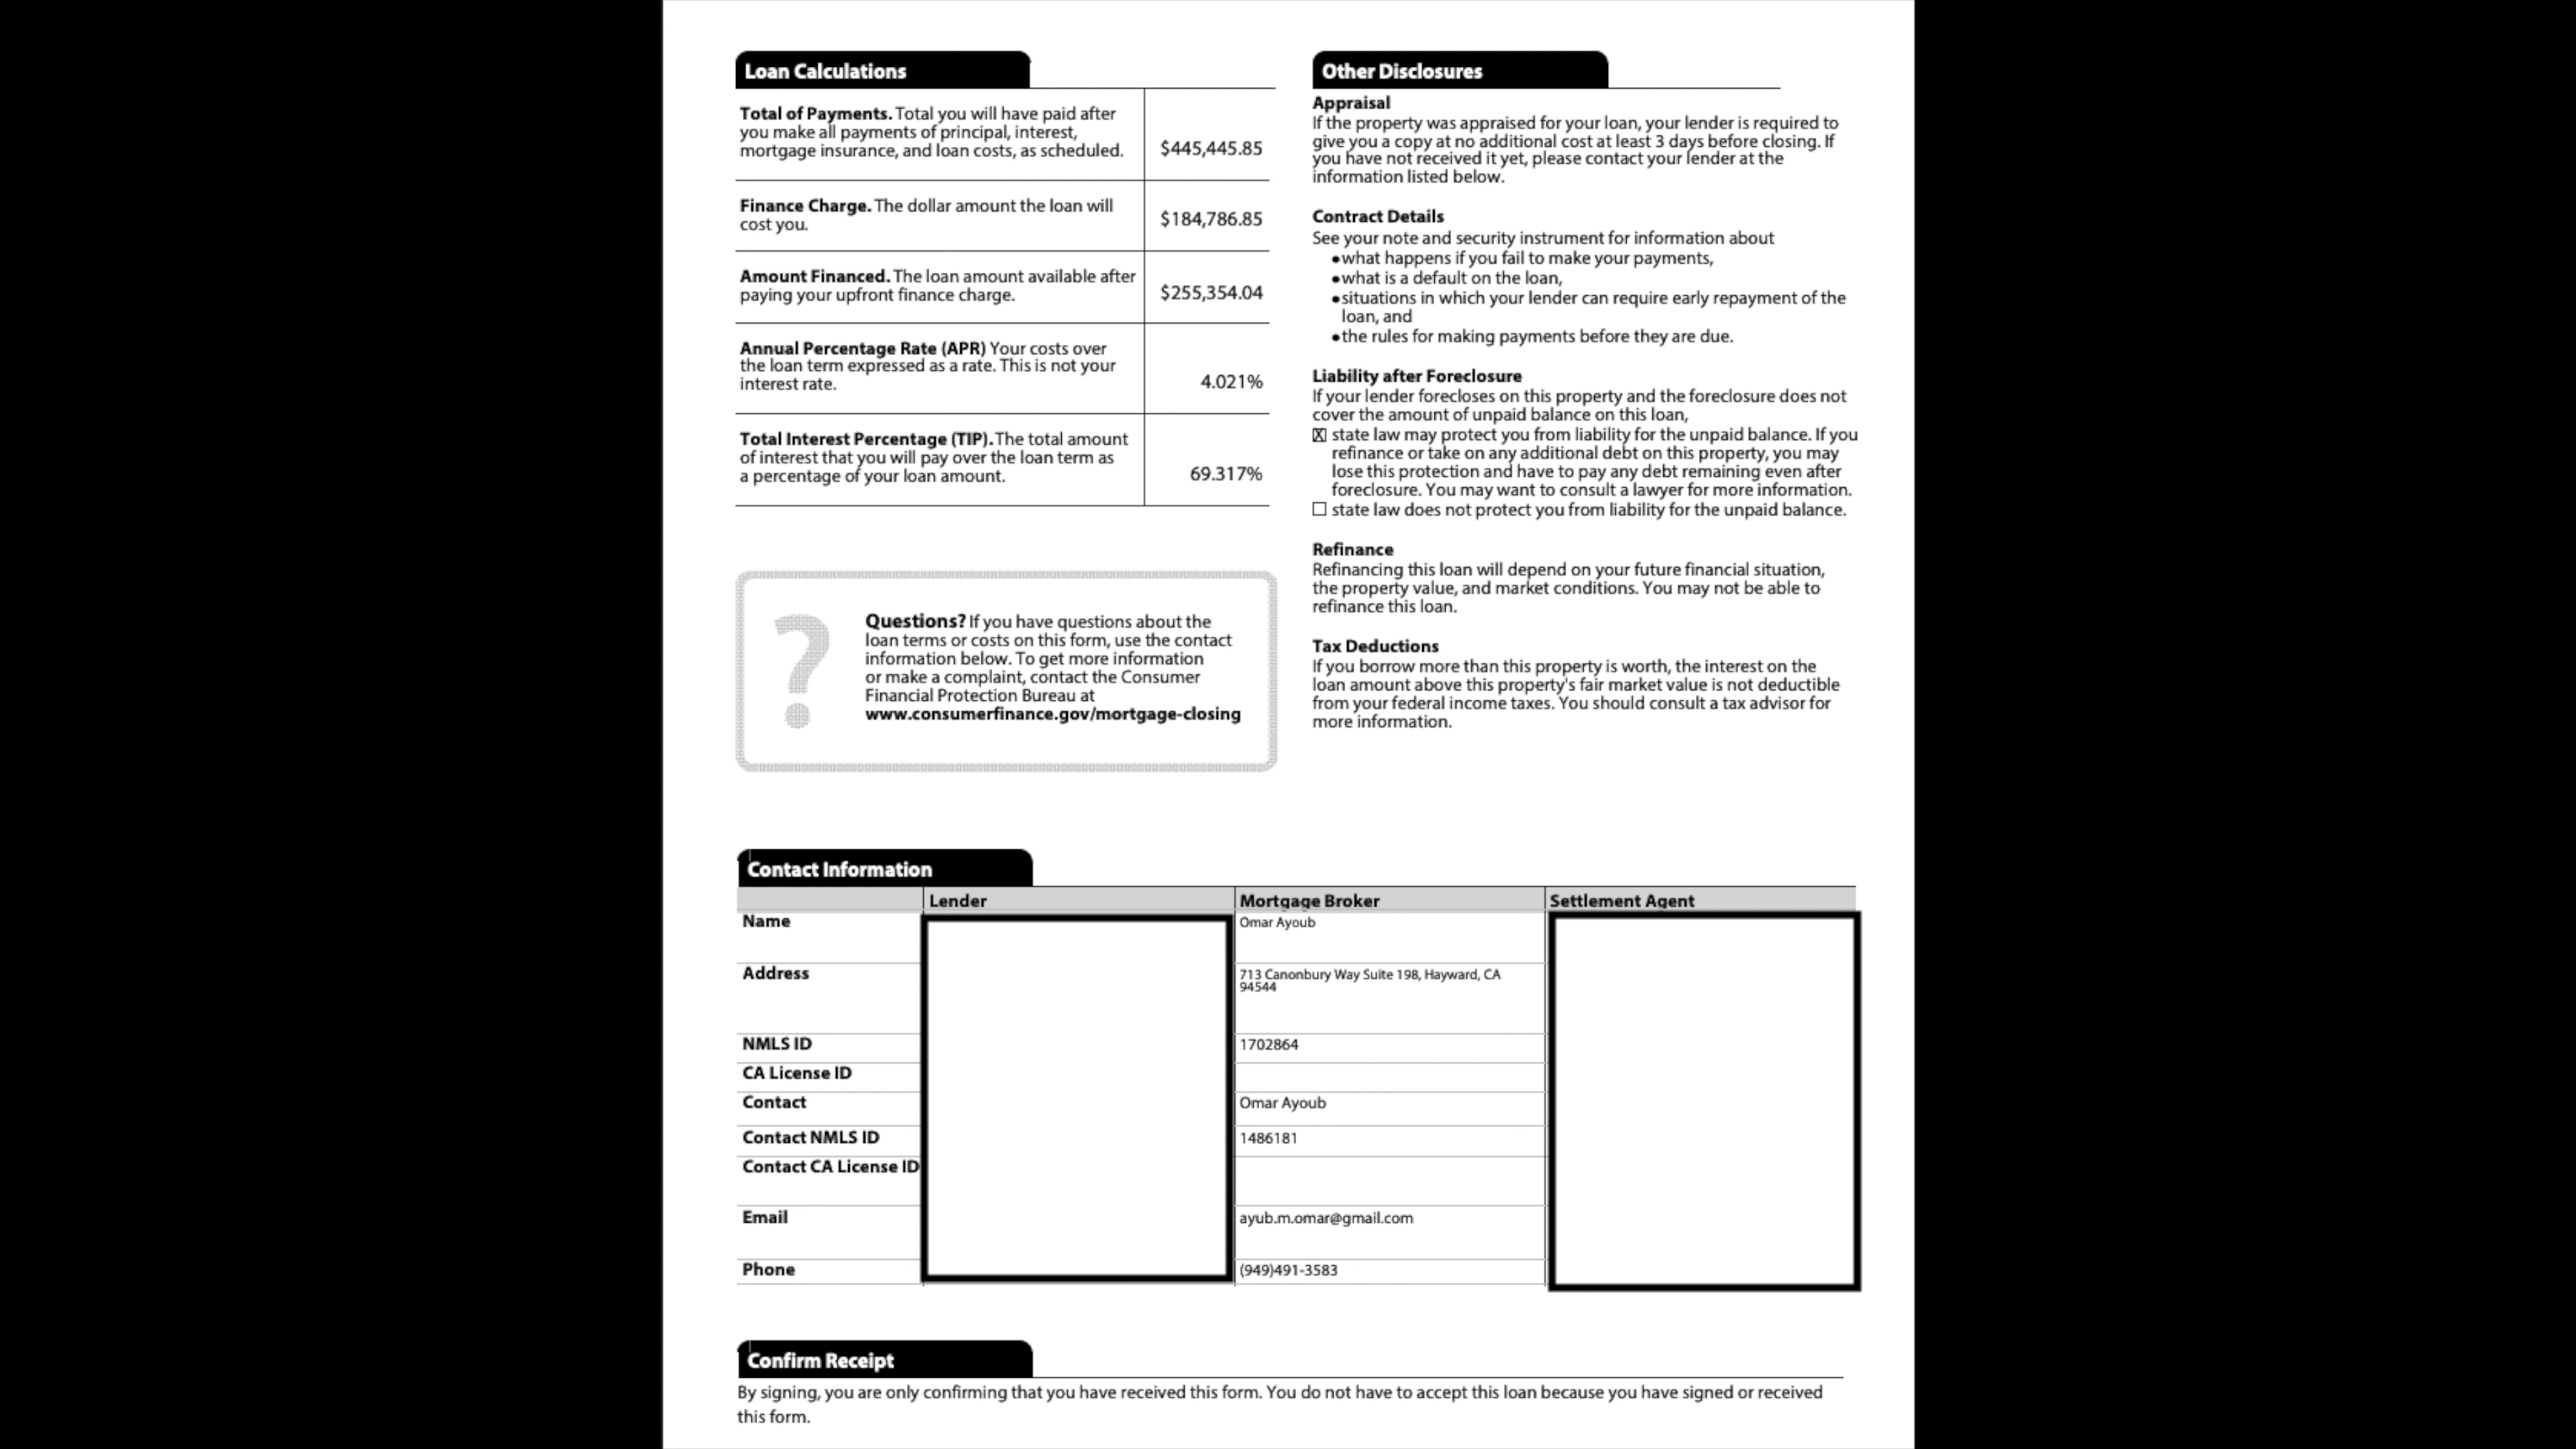 Loan Calculations
Total of Payments. Total you will have paid after
you make all payments of principal, interest,
mortgage insurance, and loan costs, as scheduled.
$445,445.85
Finance Charge. The dollar amount the loan will
cost you.
$184,786.85
Amount Financed. The loan amount available after
paying your upfront finance charge.
$255,354.04
Annual Percentage Rate (APR) Your costs over
the loan term expressed as a rate. This is not your
interest rate.
4.021%
Total Interest Percentage (TIP). The total amount
of interest that you will pay over the loan term as
a percentage of your loan amount.
69.317%
?
Questions? If you have questions about the
loan terms or costs on this form, use the contact
information below. To get more information
or make a complaint, contact the Consumer
Financial Protection Bureau at
www.consumerfinance.gov/mortgage-closing
Other Disclosures
Appraisal
If the property was appraised for your loan, your lender is required to
give you a copy at no additional cost at least 3 days before closing. If
you have not received it yet, please contact your lender at the
information listed below.
Contract Details
See your note and security instrument for information about
•what happens if you fail to make your payments,
•what is a default on the loan,
•situations in which your lender can require early repayment of the
loan, and
•the rules for making payments before they are due.
Liability after Foreclosure
If your lender forecloses on this property and the foreclosure does not
cover the amount of unpaid balance on this loan,
☒ state law may protect you from liability for the unpaid balance. If you
refinance or take on any additional debt on this property, you may
lose this protection and have to pay any debt remaining even after
foreclosure. You may want to consult a lawyer for more information.
☐ state law does not protect you from liability for the unpaid balance.
Refinance
Refinancing this loan will depend on your future financial situation,
the property value, and market conditions. You may not be able to
refinance this loan.
Tax Deductions
If you borrow more than this property is worth, the interest on the
loan amount above this property's fair market value is not deductible
from your federal income taxes. You should consult a tax advisor for
more information.
Contact Information
Lender Mortgage Broker Settlement Agent
Name Omar Ayoub
Address 713 Canonbury Way Suite 198, Hayward, CA
94544
NMLS ID 1702864
CA License ID
Contact Omar Ayoub
Contact NMLS ID 1486181
Contact CA License ID
Email ayub.m.omar@gmail.com
Phone (949)491-3583
Confirm Receipt
By signing, you are only confirming that you have received this form. You do not have to accept this loan because you have signed or received
this form.